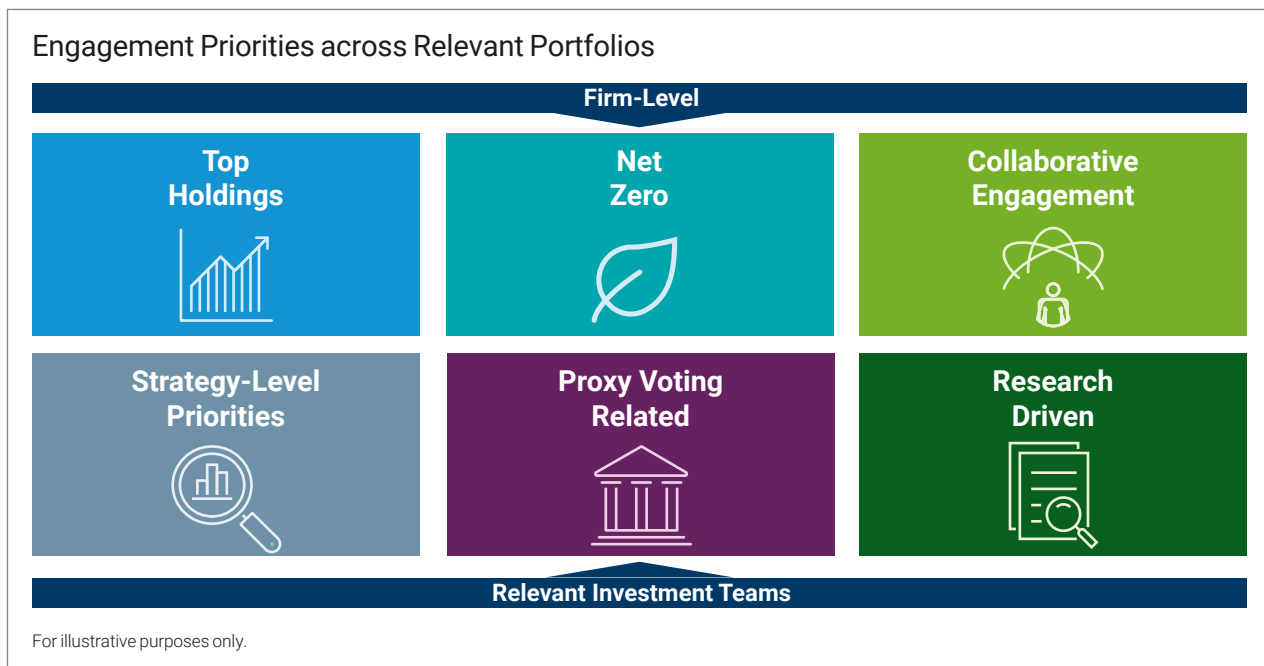 Engagement Priorities across Relevant Portfolios
Firm-Level
Top
Holdings
Net
Zero
Collaborative
Engagement
Strategy-Level
Priorities
Proxy Voting
Related
Research
Driven
Relevant Investment Teams
For illustrative purposes only.